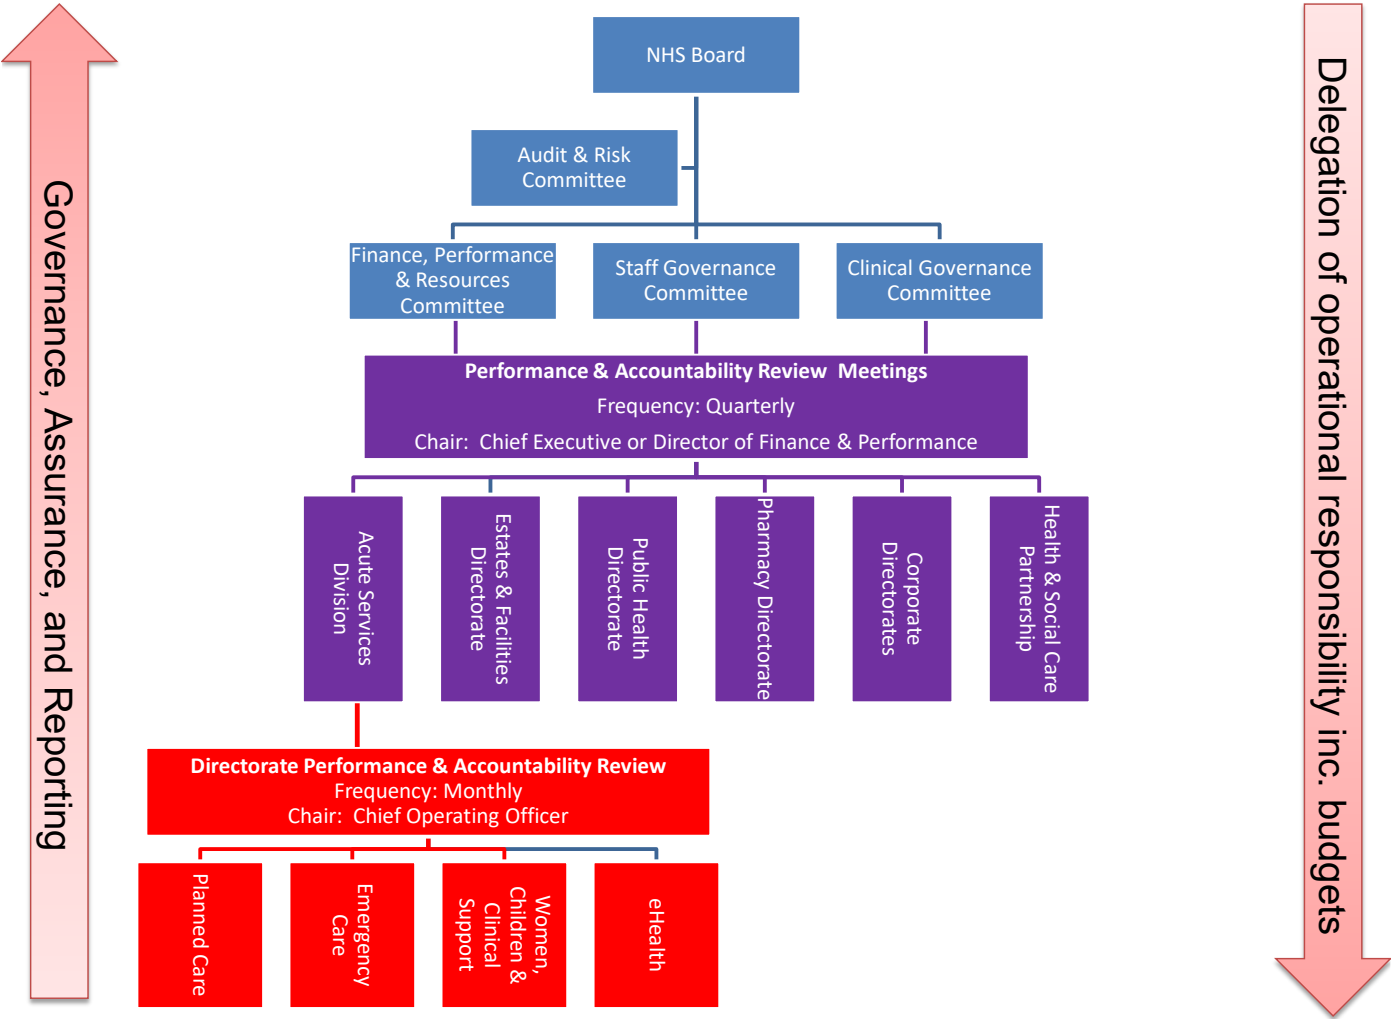 NHS Board
Audit & Risk
Committee
Finance, Performance
& Resources
Committee
Staff Governance
Committee
Clinical Governance
Committee
Performance & Accountability Review  Meetings
Frequency: Quarterly
Chair:  Chief Executive or Director of Finance & Performance
Acute Services
Division
Estates & Facilities
Directorate
Public Health
Directorate
Pharmacy Directorate
Corporate
Directorates
Health & Social Care
Partnership
Directorate Performance & Accountability Review
Frequency: Monthly
Chair:  Chief Operating Officer
Planned Care
Emergency
Care
Women,
Children &
Clinical
Support
eHealth
Governance, Assurance, and Reporting
Delegation of operational responsibility inc. budgets